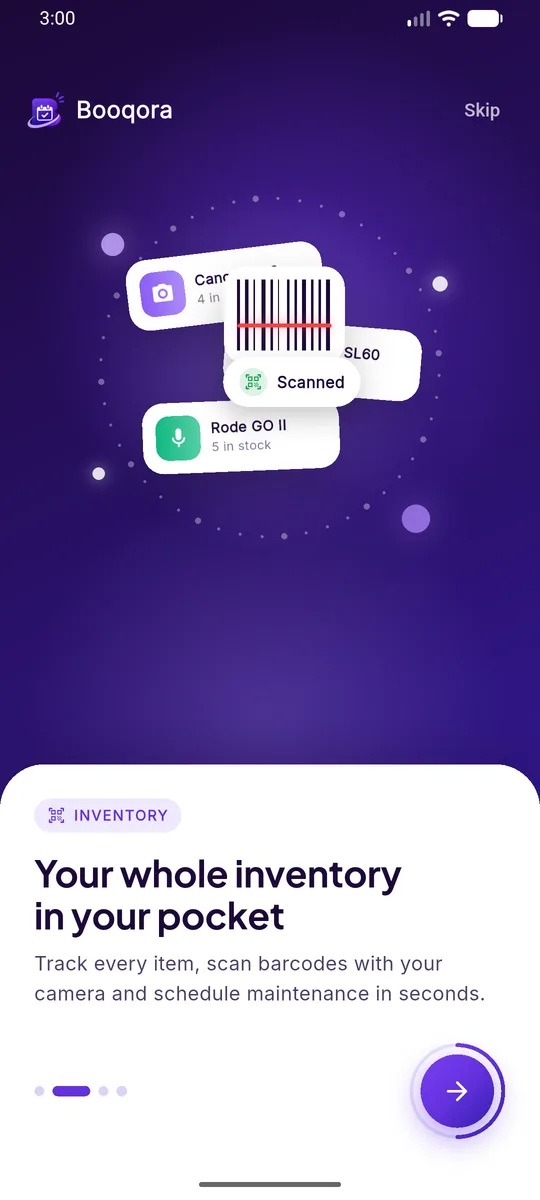 3:00
Booqora
Skip
4 in
SL60
Scanned
Rode GO II
5 in stock
INVENTORY
Your whole inventory
in your pocket
Track every item, scan barcodes with your
camera and schedule maintenance in seconds.